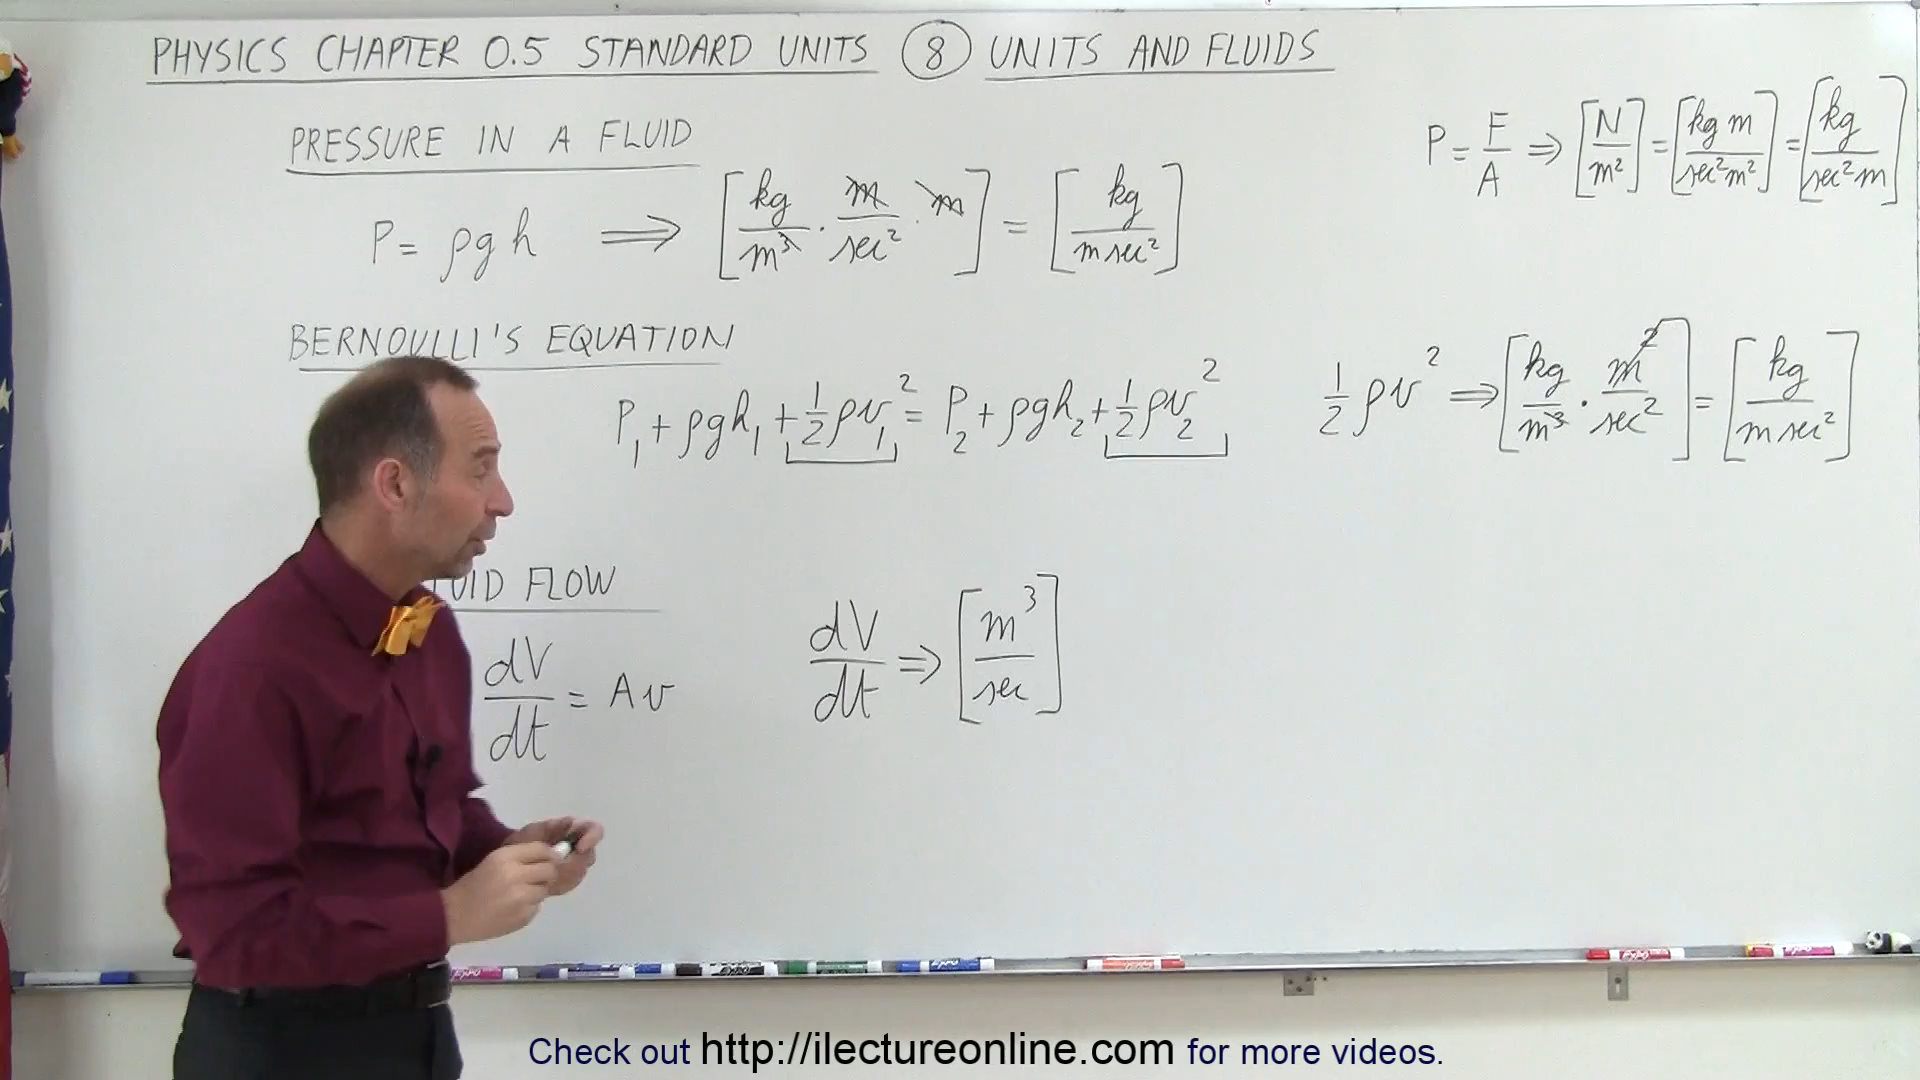 PHYSICS CHAPTER 0.5 STANDARD UNITS ⑧ UNITS AND FLUIDS
P = F/A ⇒ [N/m²] = [kg m/sec² m²] = [kg/sec² m]
PRESSURE IN A FLUID
P = ρgh ⟹ [kg/m³ · m/sec² · m] = [kg/m sec²]
BERNOULLI'S EQUATION
P₁ + ρgh₁ + ½ρv₁² = P₂ + ρgh₂ + ½ρv₂²
½ρv² ⇒ [kg/m³ · m²/sec²] = [kg/m sec²]
FLOW
dV/dt = Av
dV/dt ⇒ [m³/sec]
EXPO
Check out http://ilectureonline.com for more videos.